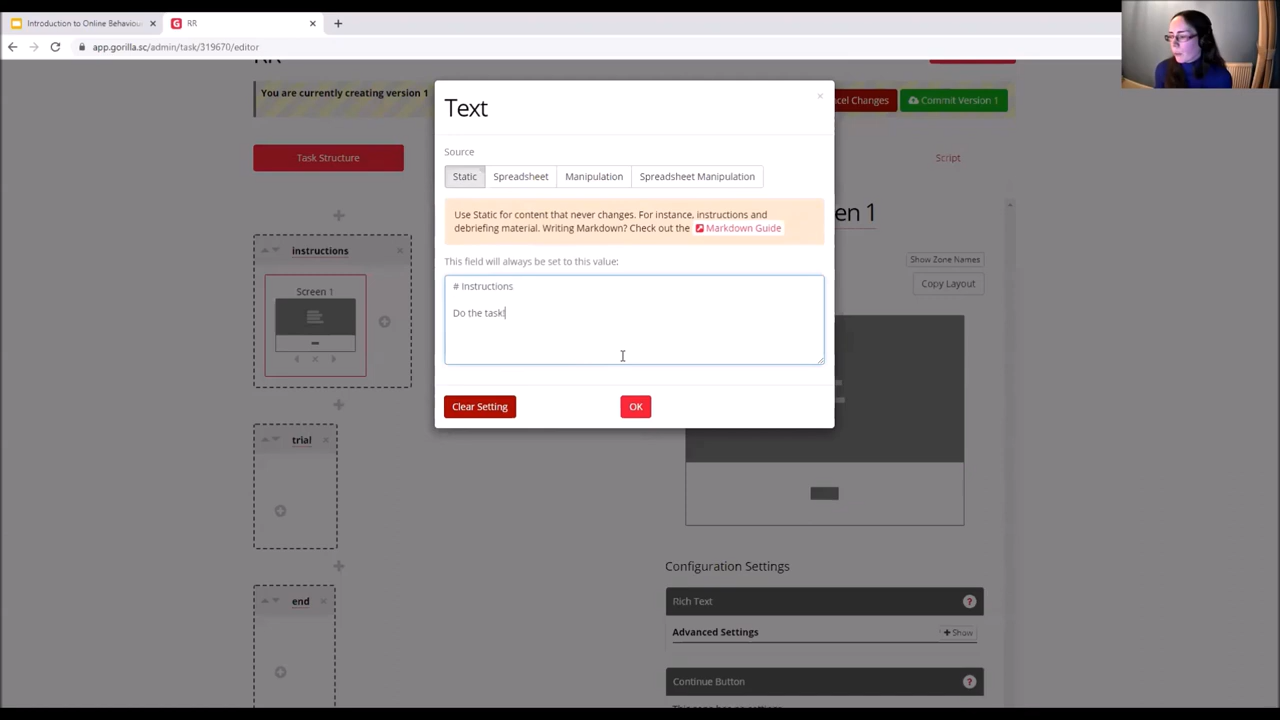 Introduction to Online Behaviou
RR
app.gorilla.sc/admin/task/319670/editor
You are currently creating version 1
cel Changes
Commit Version 1
Task Structure
Script
instructions
Screen 1
trial
end
Text
Source
Static
Spreadsheet
Manipulation
Spreadsheet Manipulation
Use Static for content that never changes. For instance, instructions and
debriefing material. Writing Markdown? Check out the Markdown Guide
This field will always be set to this value:
# Instructions
Do the task!
Clear Setting
OK
en 1
Show Zone Names
Copy Layout
Configuration Settings
Rich Text
?
Advanced Settings
+ Show
Continue Button
?